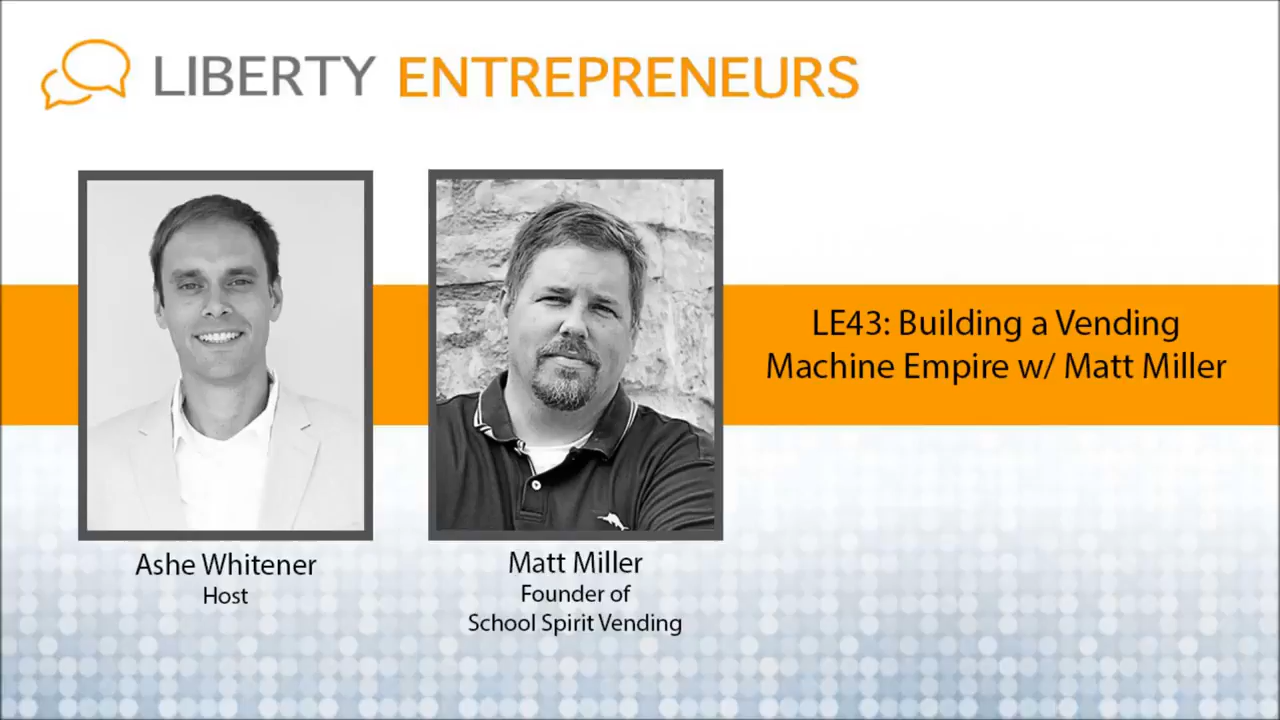 LIBERTY ENTREPRENEURS
LE43: Building a Vending
Machine Empire w/ Matt Miller
Ashe Whitener
Host
Matt Miller
Founder of
School Spirit Vending